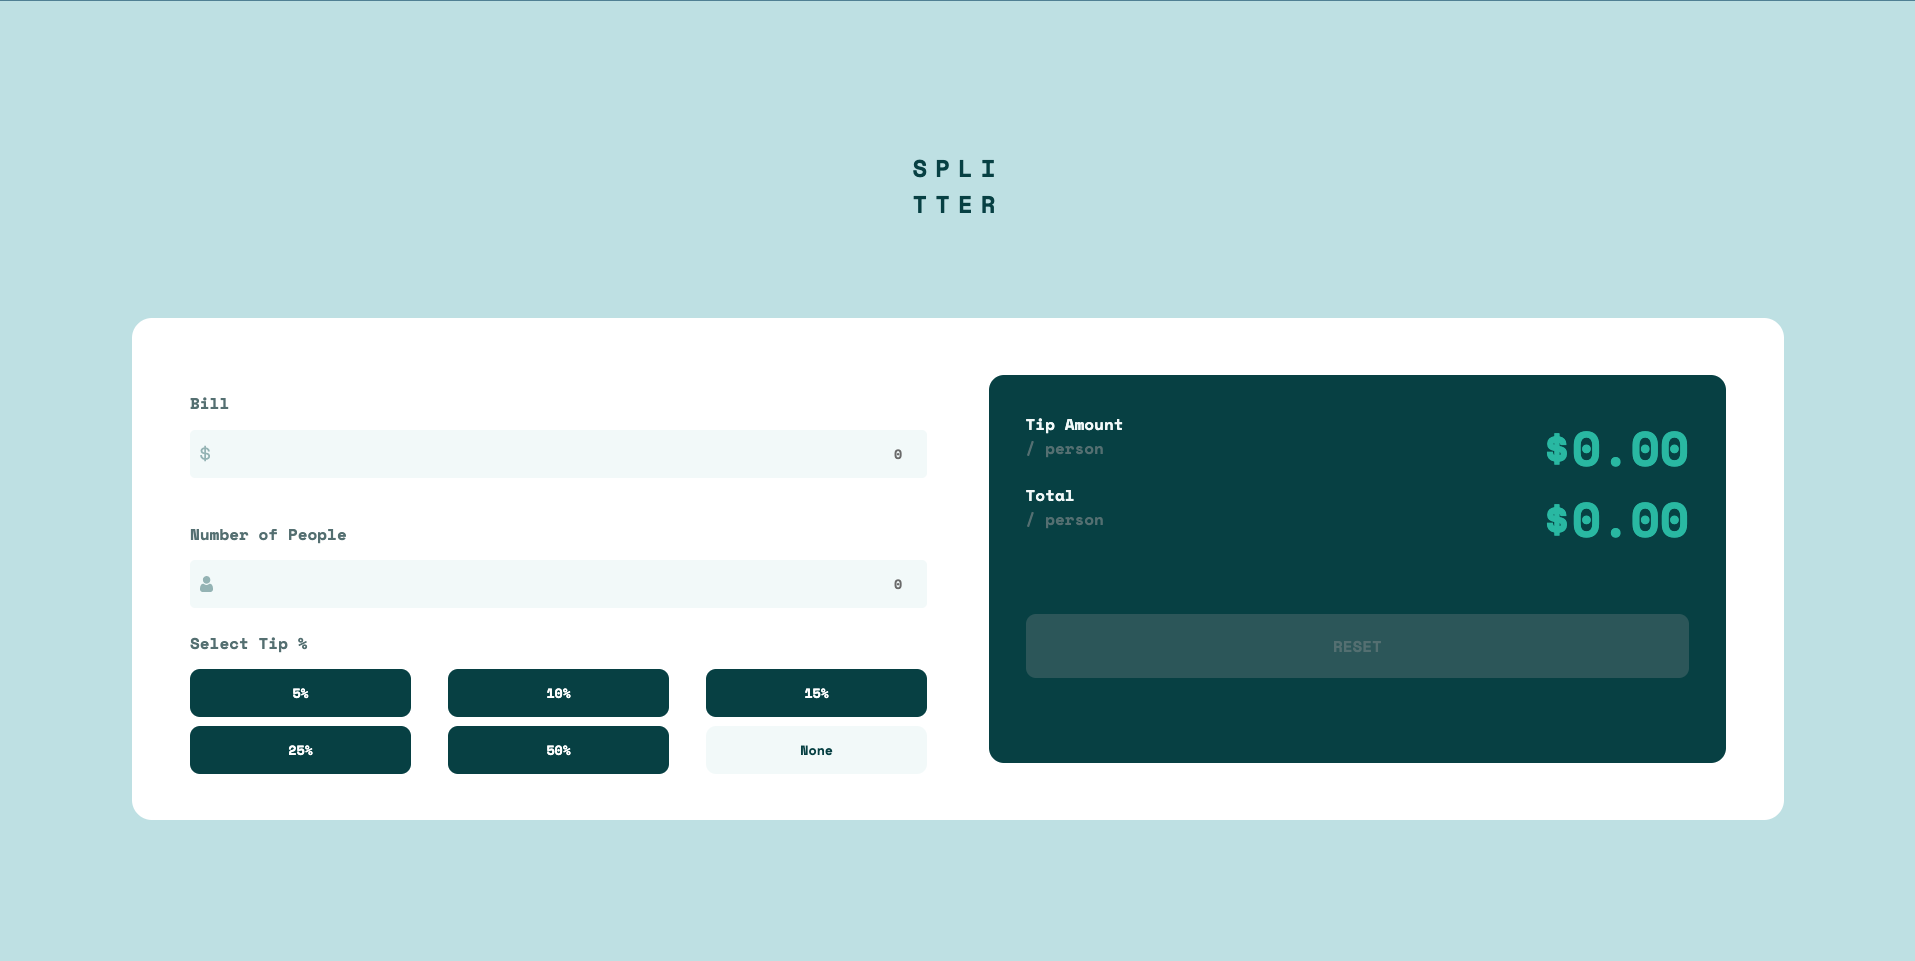 SPLI
TTER
Bill
$
0
Number of People
0
Select Tip %
5%
10%
15%
25%
50%
None
Tip Amount
/ person
$0.00
Total
/ person
$0.00
RESET